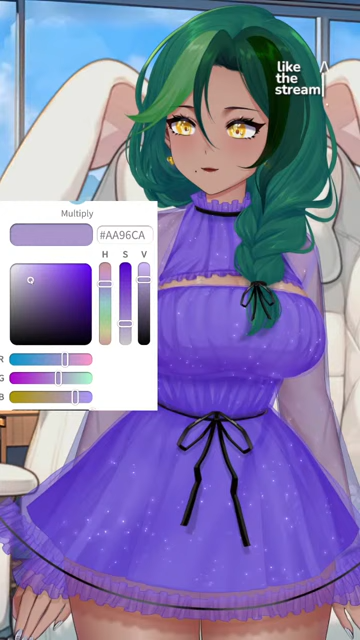 like
the
stream
Multiply
#AA96CA
H S V
R
G
B